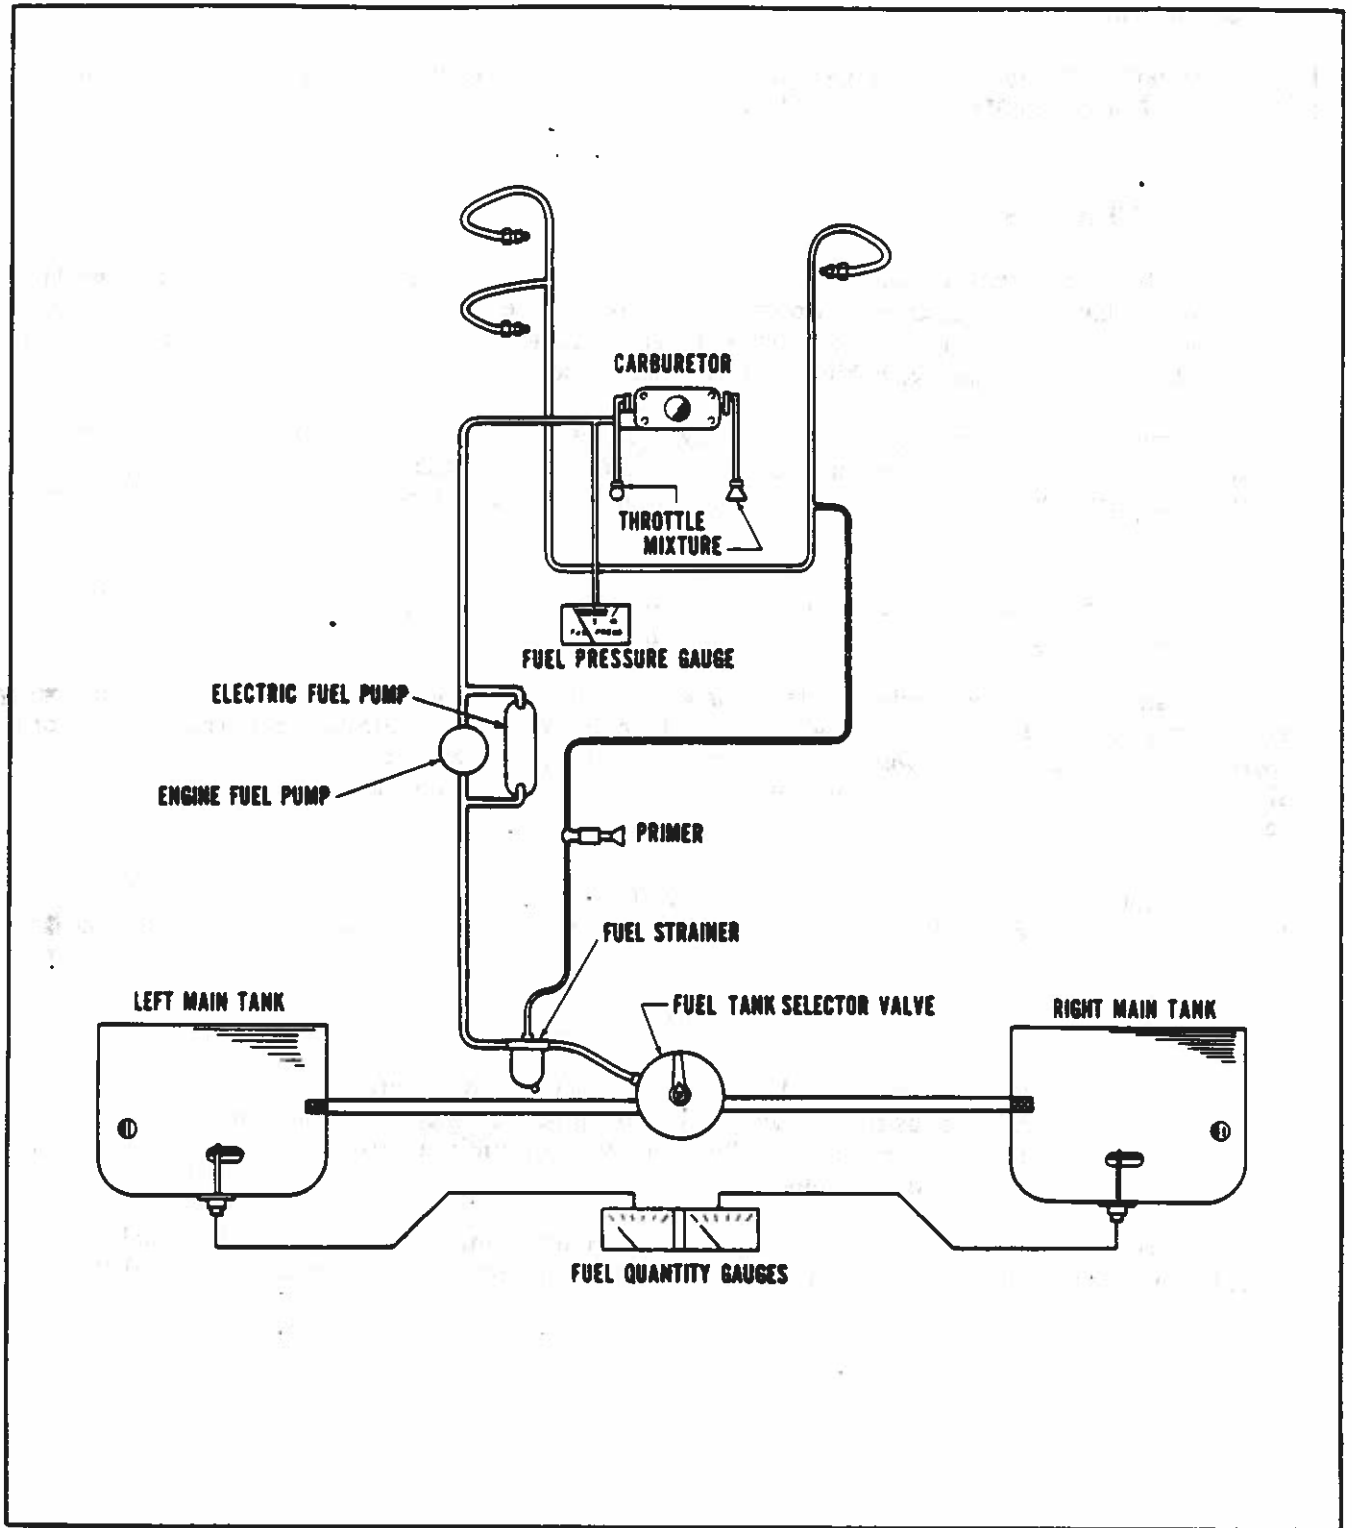 CARBURETOR
THROTTLE
MIXTURE
FUEL PRESSURE GAUGE
ELECTRIC FUEL PUMP
ENGINE FUEL PUMP
PRIMER
FUEL STRAINER
LEFT MAIN TANK
FUEL TANK SELECTOR VALVE
RIGHT MAIN TANK
FUEL QUANTITY GAUGES